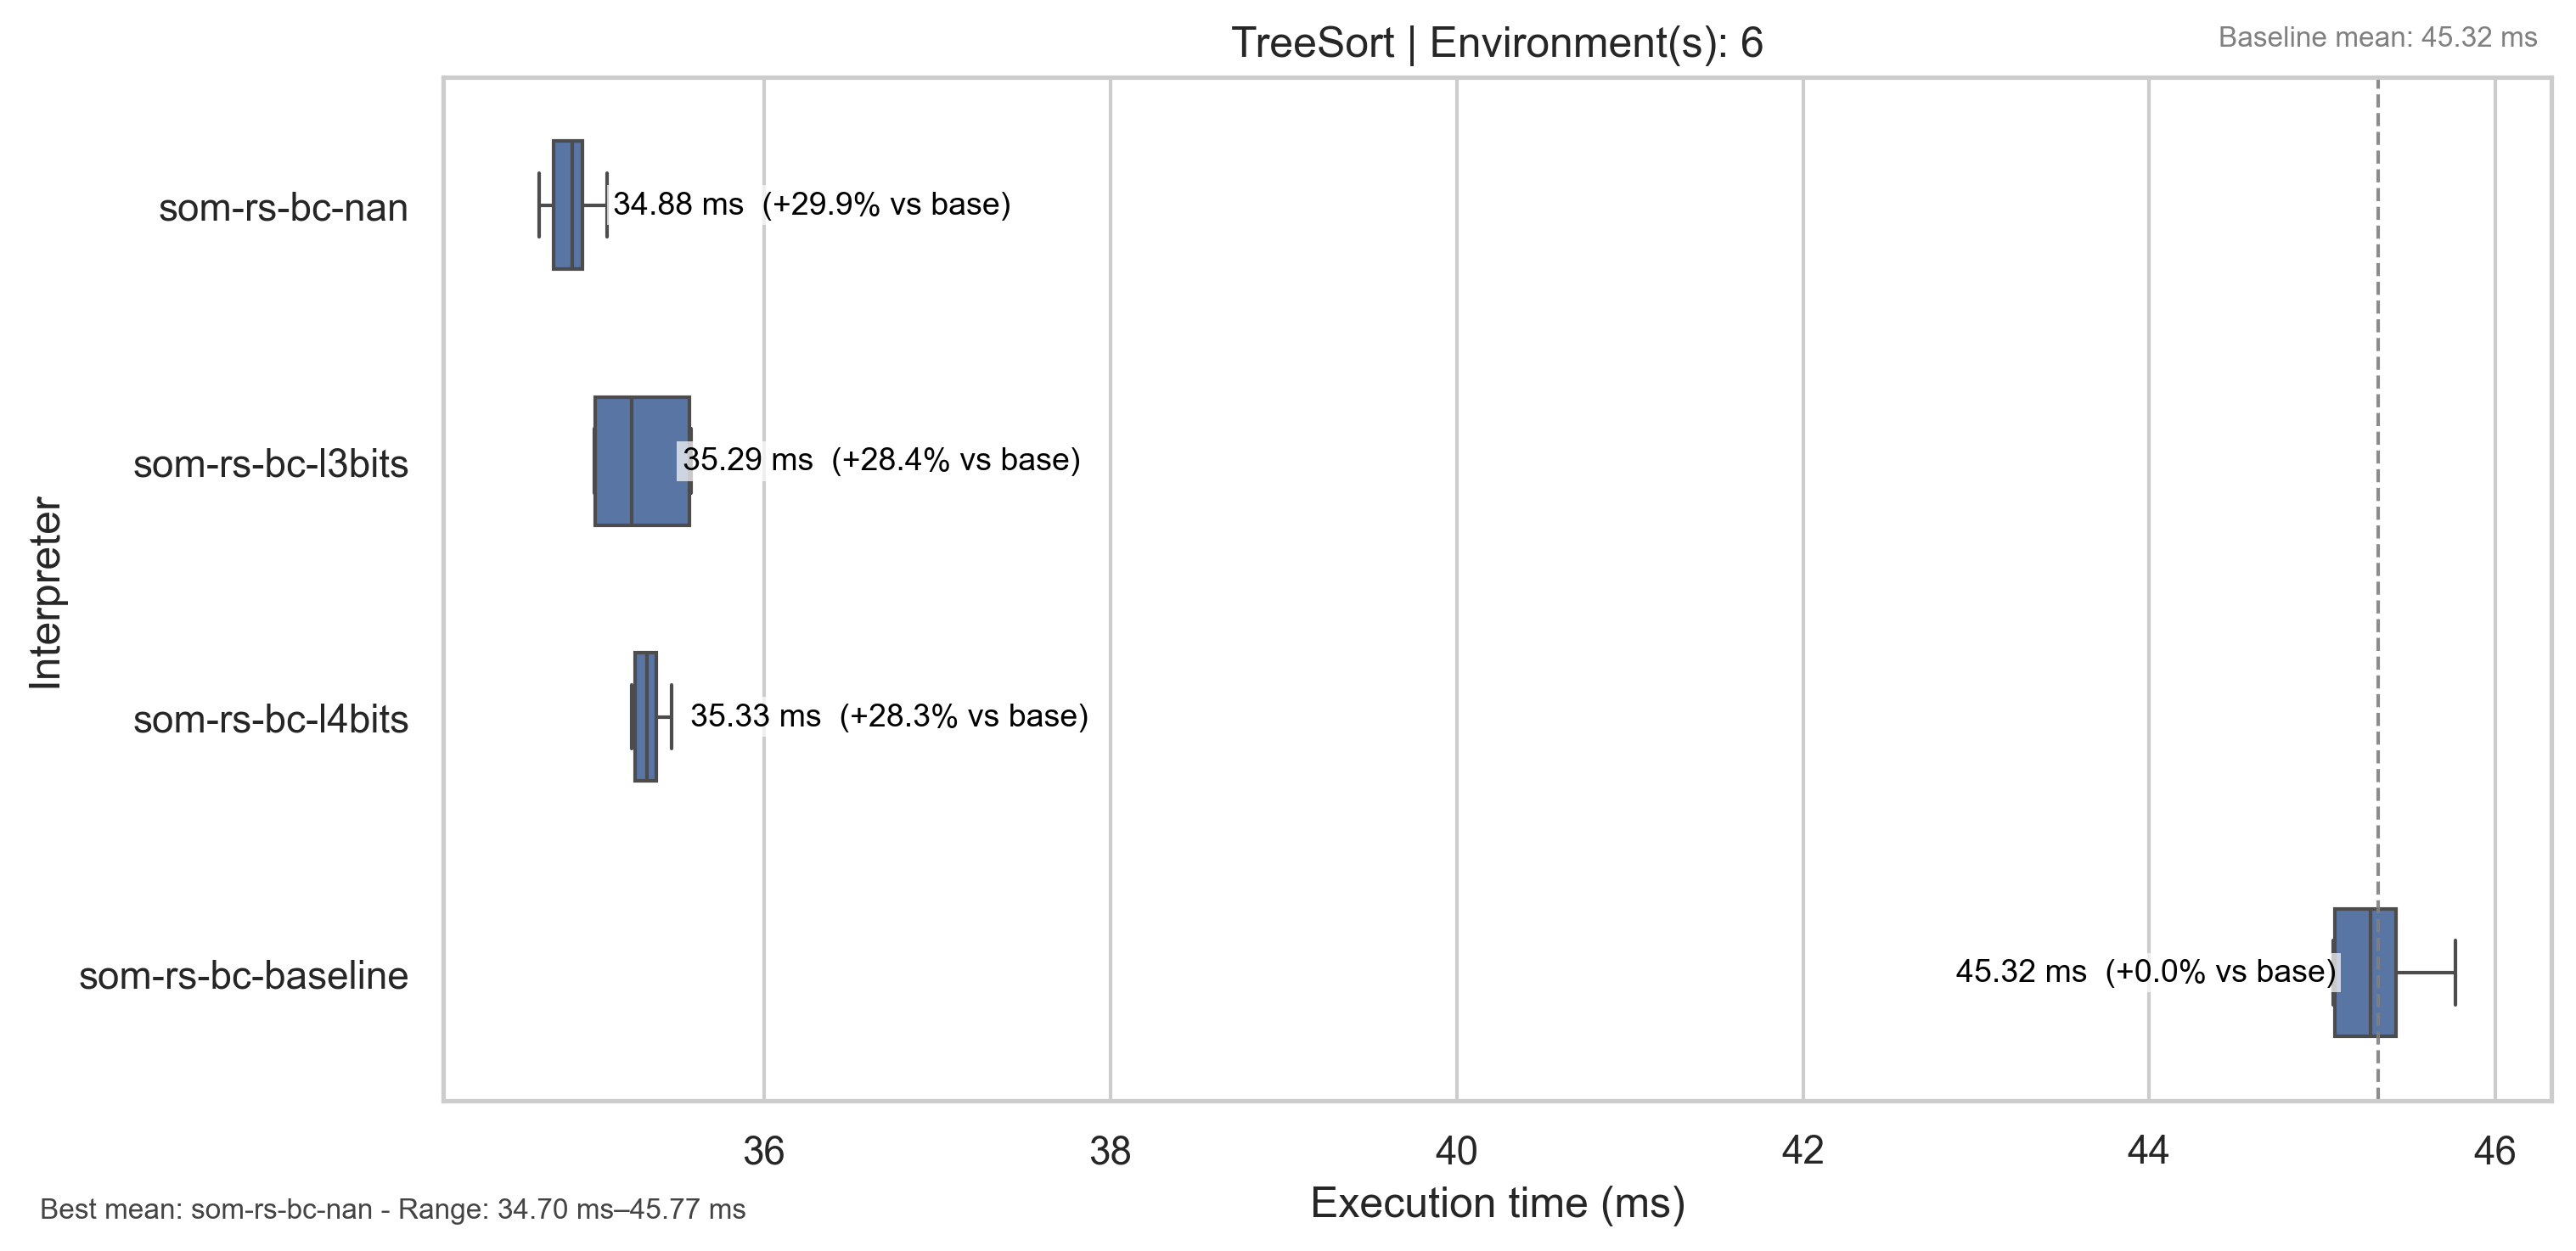 TreeSort | Environment(s): 6
Baseline mean: 45.32 ms
Interpreter
som-rs-bc-nan
34.88 ms  (+29.9% vs base)
som-rs-bc-l3bits
35.29 ms  (+28.4% vs base)
som-rs-bc-l4bits
35.33 ms  (+28.3% vs base)
som-rs-bc-baseline
45.32 ms  (+0.0% vs base)
36 38 40 42 44 46
Execution time (ms)
Best mean: som-rs-bc-nan - Range: 34.70 ms–45.77 ms